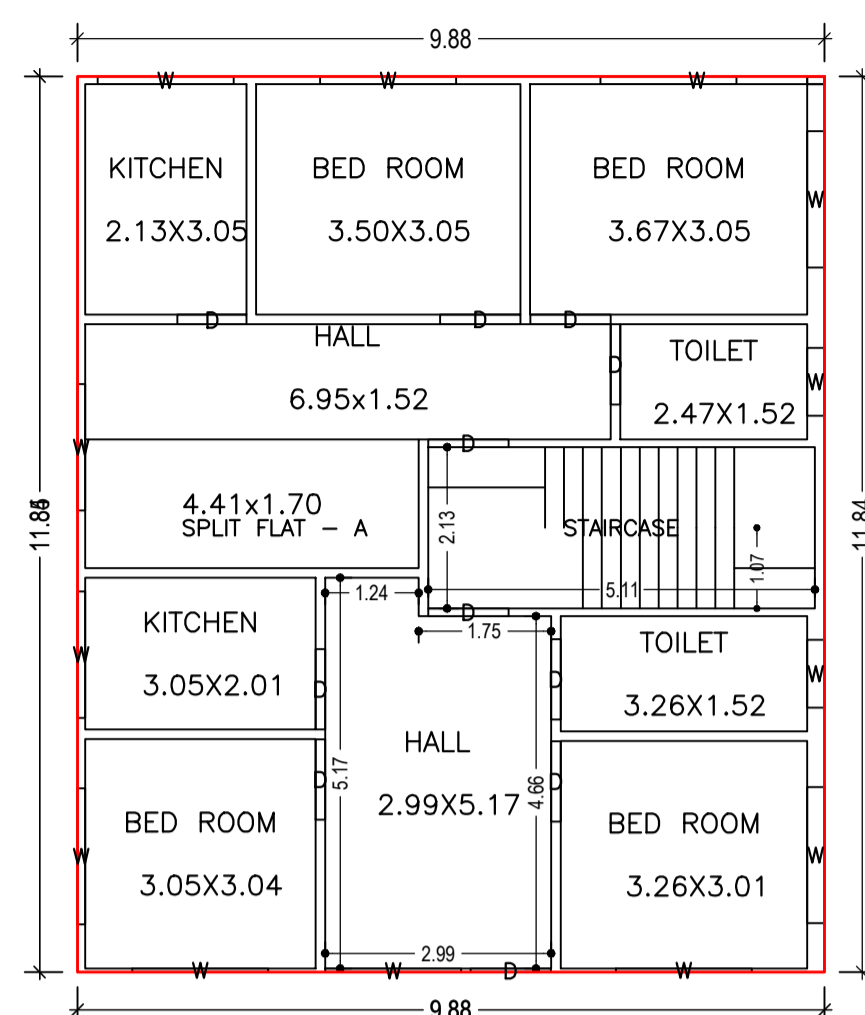 9.88
W W W
KITCHEN BED ROOM BED ROOM
W
2.13X3.05 3.50X3.05 3.67X3.05
D D D
HALL
TOILET
D
W
6.95x1.52
2.47X1.52
W D
4.41x1.70
SPLIT FLAT - A STAIRCASE
2.13
1.07
11.84
5.11
1.24
D
1.75
KITCHEN
TOILET
W
W
3.05X2.01
D
D
3.26X1.52
HALL
5.17
4.66
D D
2.99X5.17
BED ROOM BED ROOM
W W
3.05X3.04 3.26X3.01
2.99
W W D W
9.88